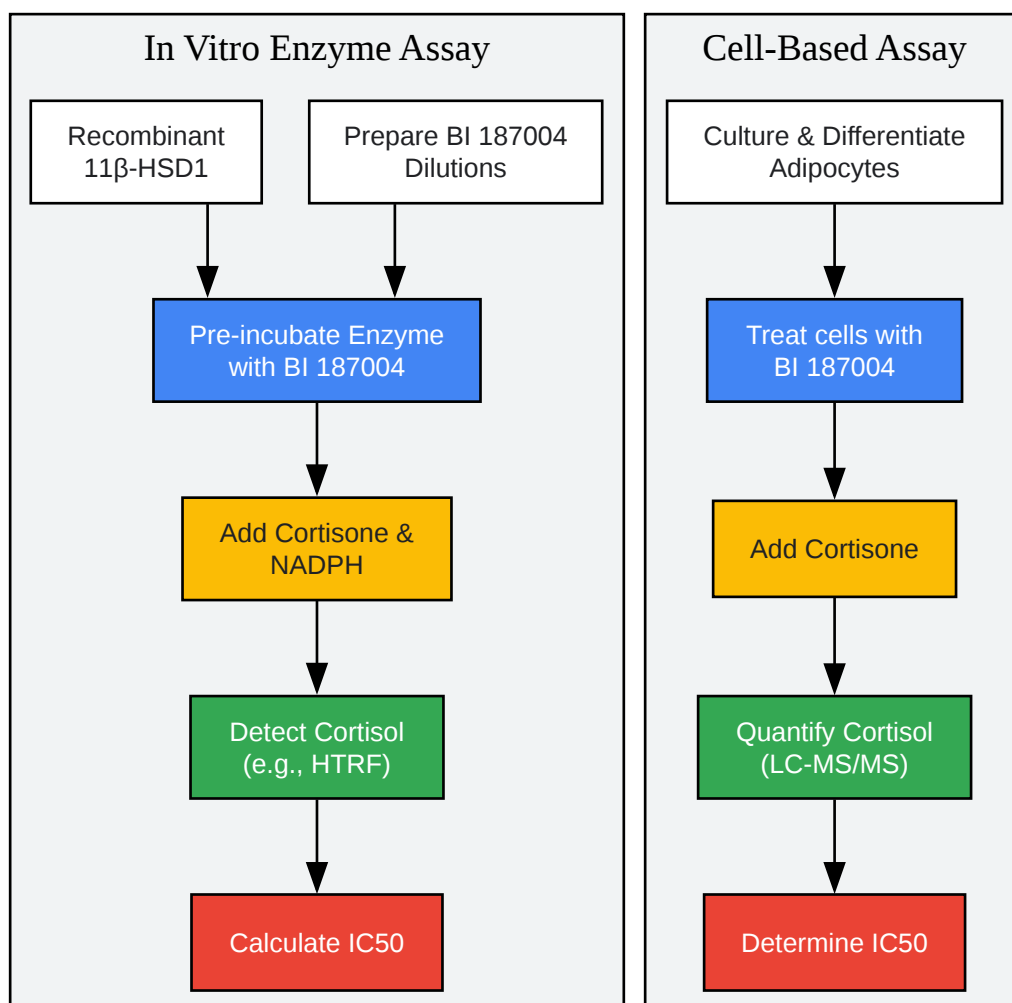 In Vitro Enzyme Assay
Recombinant
11β-HSD1
Prepare BI 187004
Dilutions
Pre-incubate Enzyme
with BI 187004
Add Cortisone &
NADPH
Detect Cortisol
(e.g., HTRF)
Calculate IC50
Cell-Based Assay
Culture & Differentiate
Adipocytes
Treat cells with
BI 187004
Add Cortisone
Quantify Cortisol
(LC-MS/MS)
Determine IC50